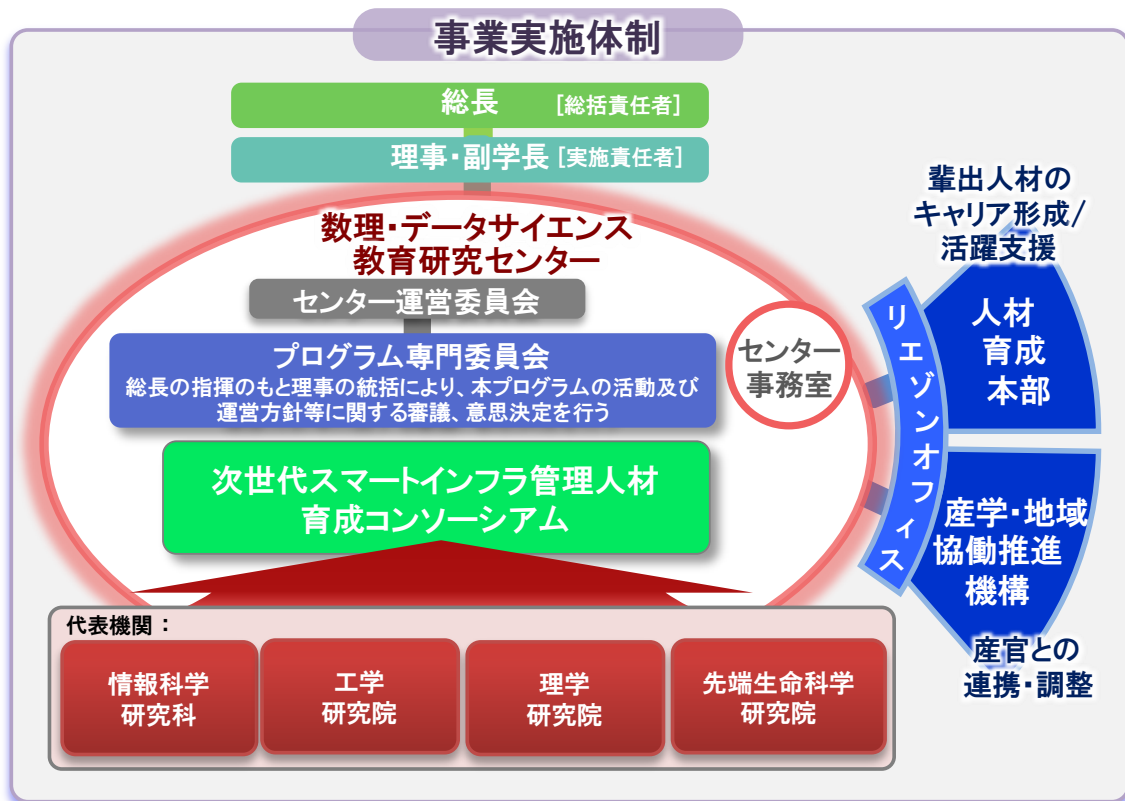 事業実施体制
総長 [総括責任者]
理事・副学長 [実施責任者]
数理・データサイエンス
教育研究センター
センター運営委員会
プログラム専門委員会
総長の指揮のもと理事の統括により、本プログラムの活動及び
運営方針等に関する審議、意思決定を行う
センター
事務室
次世代スマートインフラ管理人材
育成コンソーシアム
代表機関：
情報科学
研究科
工学
研究院
理学
研究院
先端生命科学
研究院
リエゾンオフィス
輩出人材の
キャリア形成/
活躍支援
人材
育成
本部
産学・地域
協働推進
機構
産官との
連携・調整